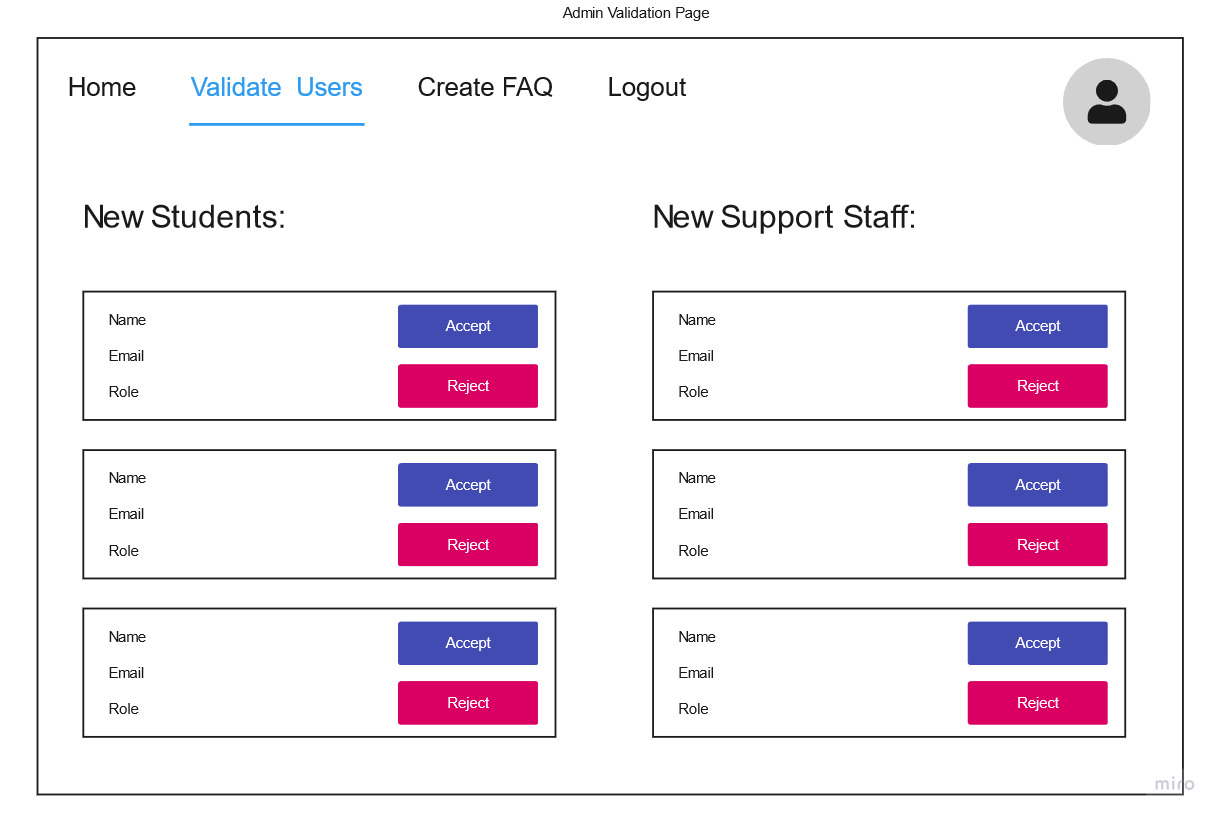 Admin Validation Page
Home Validate Users Create FAQ Logout
New Students:
Name
Accept
Email
Role
Reject
Name
Accept
Email
Role
Reject
Name
Accept
Email
Role
Reject
New Support Staff:
Name
Accept
Email
Role
Reject
Name
Accept
Email
Role
Reject
Name
Accept
Email
Role
Reject
miro